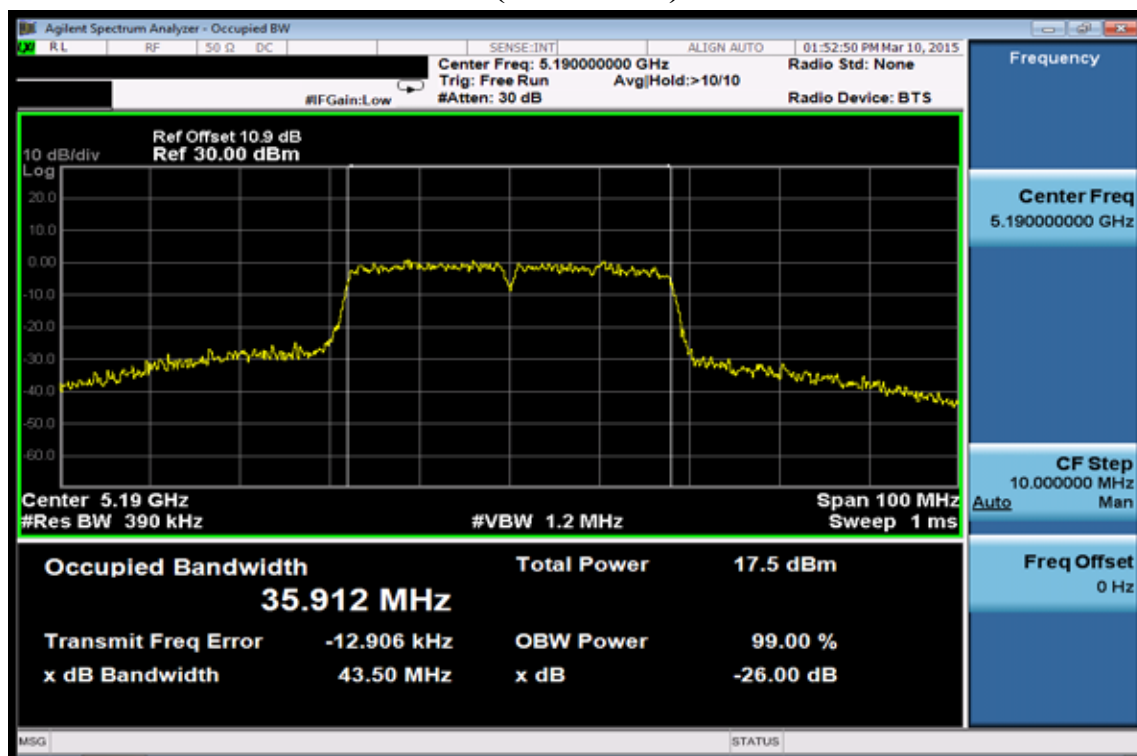 Agilent Spectrum Analyzer - Occupied BW
RL RF 50 Ω DC SENSE:INT ALIGN AUTO 01:52:50 PM Mar 10, 2015
Center Freq: 5.190000000 GHz Radio Std: None
Trig: Free Run Avg|Hold:>10/10
#IFGain:Low #Atten: 30 dB Radio Device: BTS
Ref Offset 10.9 dB
10 dB/div Ref 30.00 dBm
Log
20.0
10.0
0.00
-10.0
-20.0
-30.0
-40.0
-50.0
-60.0
Center 5.19 GHz Span 100 MHz
#Res BW 390 kHz #VBW 1.2 MHz Sweep 1 ms
Occupied Bandwidth Total Power 17.5 dBm
35.912 MHz
Transmit Freq Error -12.906 kHz OBW Power 99.00 %
x dB Bandwidth 43.50 MHz x dB -26.00 dB
MSG STATUS
Frequency
Center Freq
5.190000000 GHz
CF Step
10.000000 MHz
Auto Man
Freq Offset
0 Hz